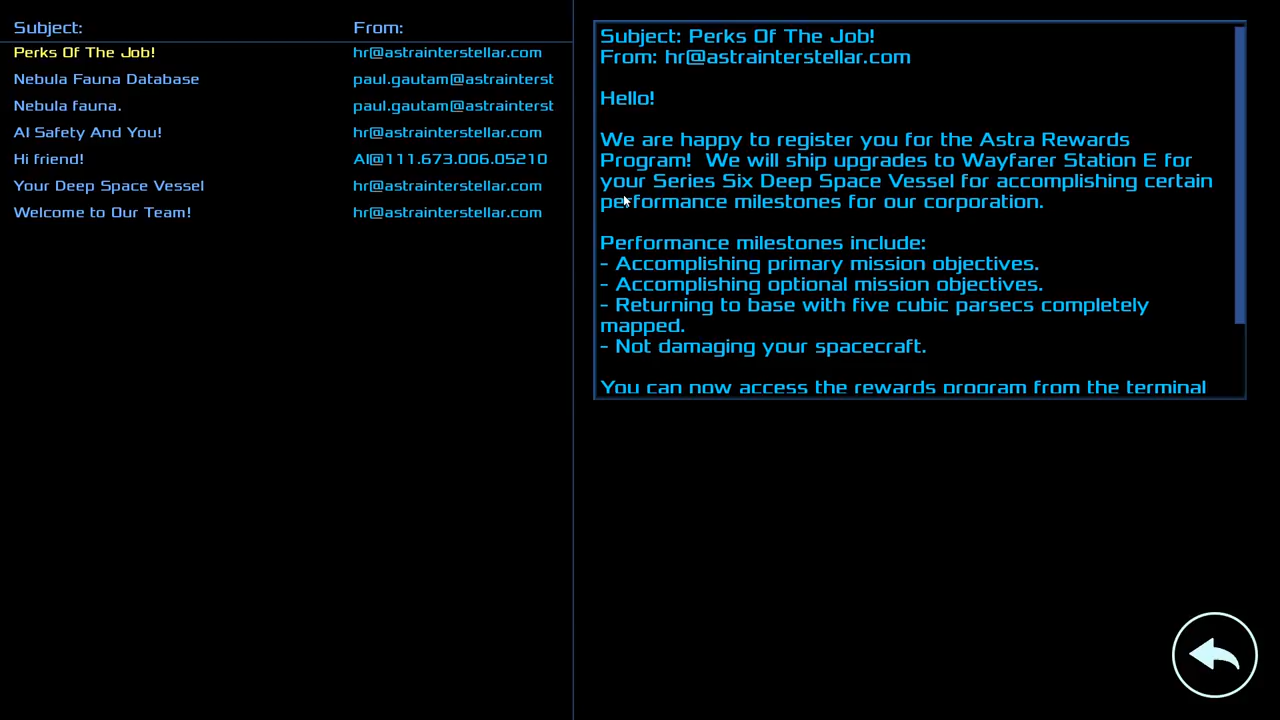 Subject: From:
Perks Of The Job! hr@astrainterstellar.com
Nebula Fauna Database paul.gautam@astrainterst
Nebula fauna. paul.gautam@astrainterst
AI Safety And You! hr@astrainterstellar.com
Hi friend! AI@111.673.006.05210
Your Deep Space Vessel hr@astrainterstellar.com
Welcome to Our Team! hr@astrainterstellar.com
Subject: Perks Of The Job!
From: hr@astrainterstellar.com
Hello!
We are happy to register you for the Astra Rewards
Program!  We will ship upgrades to Wayfarer Station E for
your Series Six Deep Space Vessel for accomplishing certain
performance milestones for our corporation.
Performance milestones include:
- Accomplishing primary mission objectives.
- Accomplishing optional mission objectives.
- Returning to base with five cubic parsecs completely
mapped.
- Not damaging your spacecraft.
You can now access the rewards program from the terminal